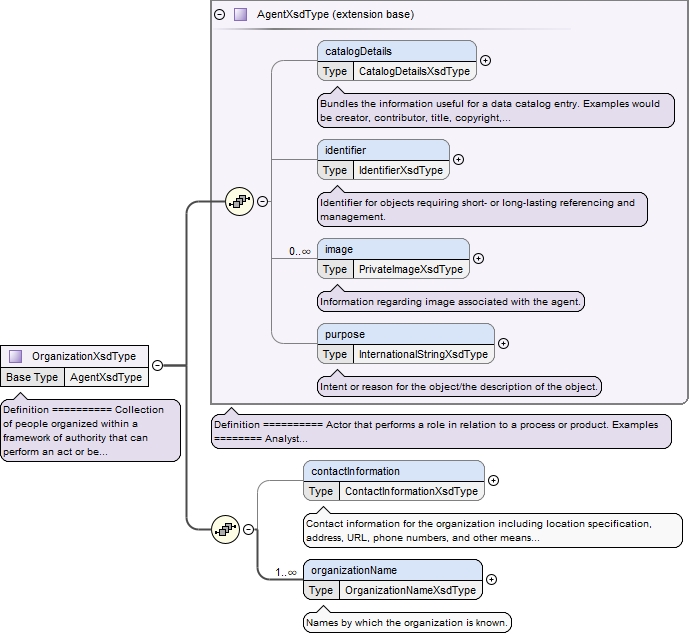 AgentXsdType (extension base)
catalogDetails
Type CatalogDetailsXsdType
Bundles the information useful for a data catalog entry. Examples would
be creator, contributor, title, copyright,...
identifier
Type IdentifierXsdType
Identifier for objects requiring short- or long-lasting referencing and
management.
0..∞
image
Type PrivateImageXsdType
Information regarding image associated with the agent.
purpose
Type InternationalStringXsdType
Intent or reason for the object/the description of the object.
OrganizationXsdType
Base Type AgentXsdType
Definition ========== Collection
of people organized within a
framework of authority that can
perform an act or be...
Definition ========== Actor that performs a role in relation to a process or product. Examples
======== Analyst...
contactInformation
Type ContactInformationXsdType
Contact information for the organization including location specification,
address, URL, phone numbers, and other means...
1..∞
organizationName
Type OrganizationNameXsdType
Names by which the organization is known.